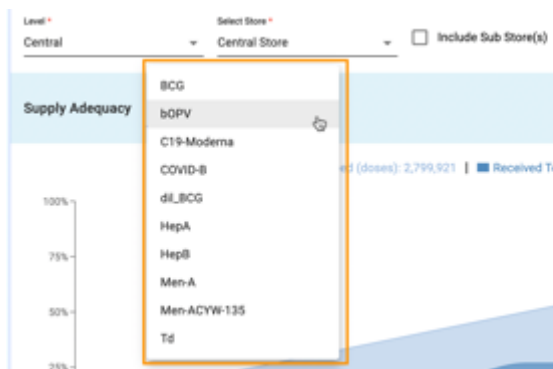 Level *
Select Store *
Central
Central Store
Include Sub Store(s)
Supply Adequacy
BCG
bOPV
C19-Moderna
COVID-B
dil_BCG
HepA
HepB
Men-A
Men-ACYW-135
Td
(doses): 2,799,921 | Received
100%
75%
50%
25%